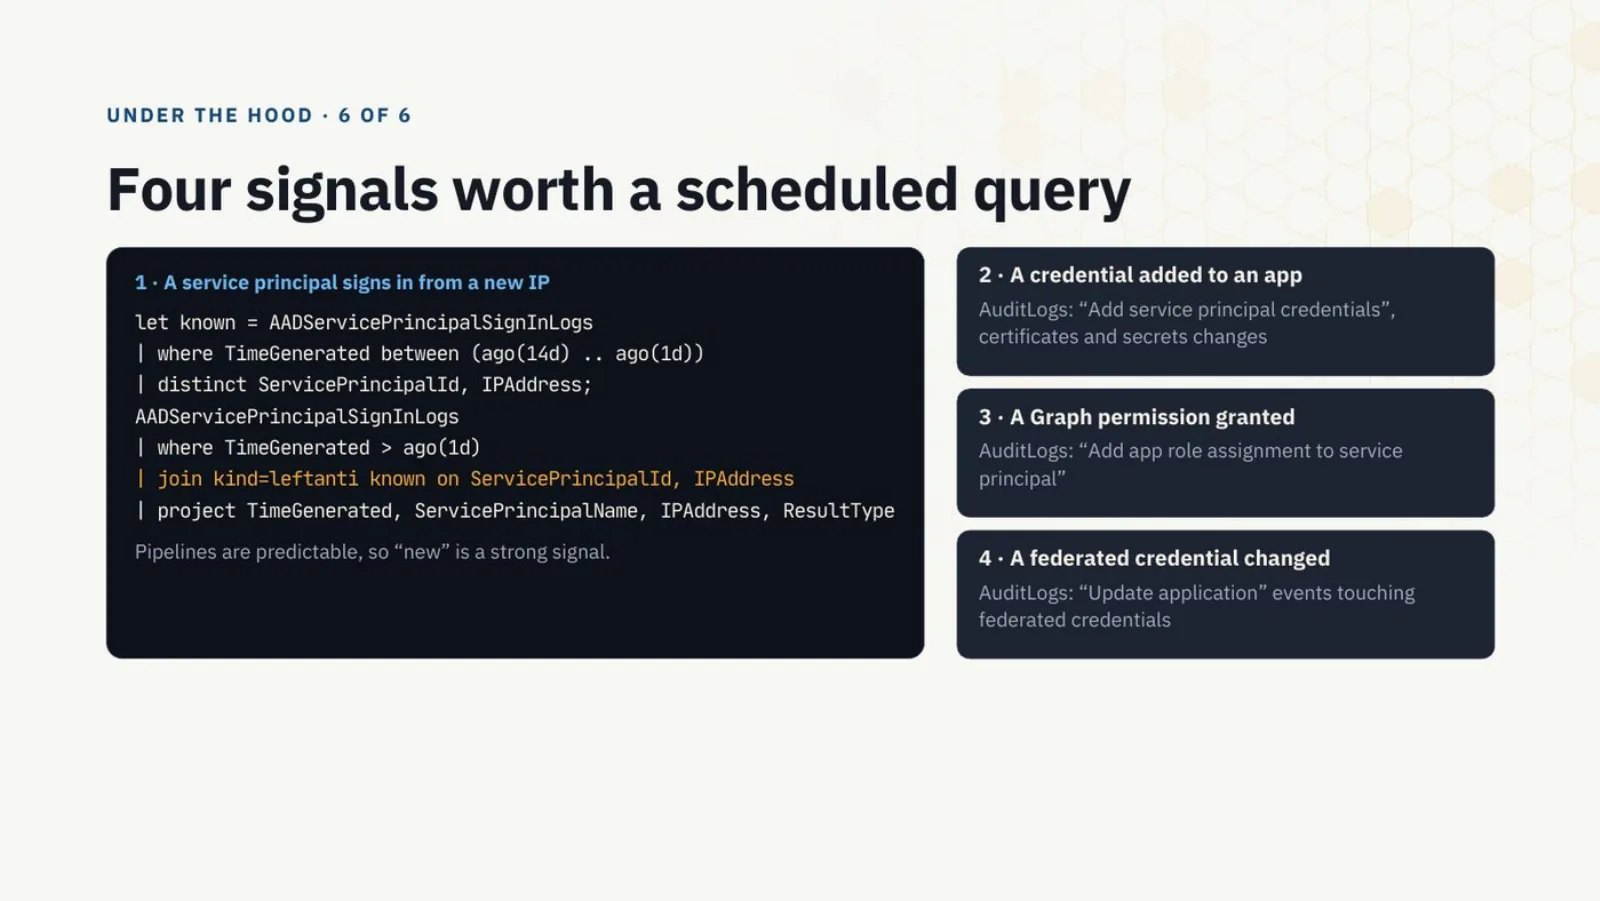 UNDER THE HOOD · 6 OF 6
Four signals worth a scheduled query
1 · A service principal signs in from a new IP
let known = AADServicePrincipalSignInLogs
| where TimeGenerated between (ago(14d) .. ago(1d))
| distinct ServicePrincipalId, IPAddress;
AADServicePrincipalSignInLogs
| where TimeGenerated > ago(1d)
| join kind=leftanti known on ServicePrincipalId, IPAddress
| project TimeGenerated, ServicePrincipalName, IPAddress, ResultType
Pipelines are predictable, so “new” is a strong signal.
2 · A credential added to an app
AuditLogs: “Add service principal credentials”,
certificates and secrets changes
3 · A Graph permission granted
AuditLogs: “Add app role assignment to service
principal”
4 · A federated credential changed
AuditLogs: “Update application” events touching
federated credentials